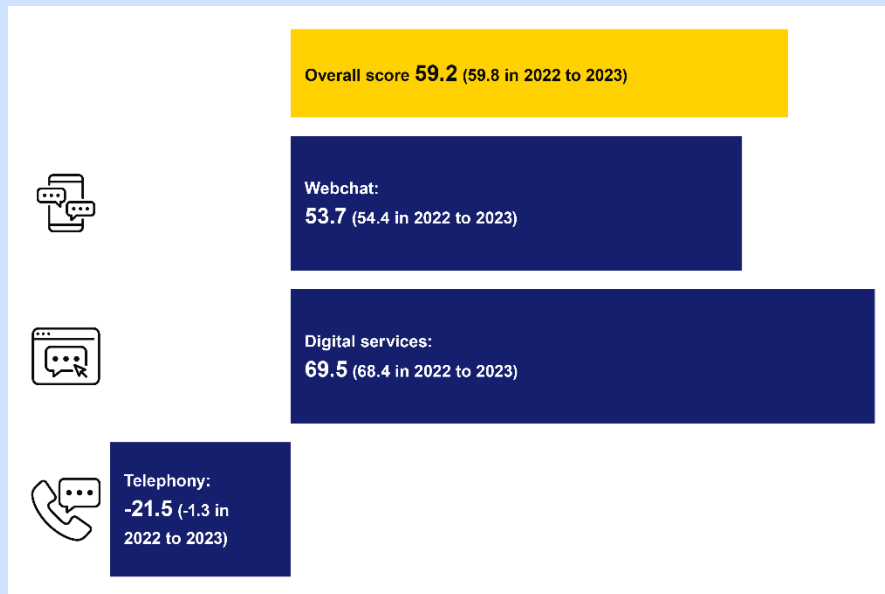 Overall score 59.2 (59.8 in 2022 to 2023)
Webchat:
53.7 (54.4 in 2022 to 2023)
Digital services:
69.5 (68.4 in 2022 to 2023)
Telephony:
-21.5 (-1.3 in
2022 to 2023)